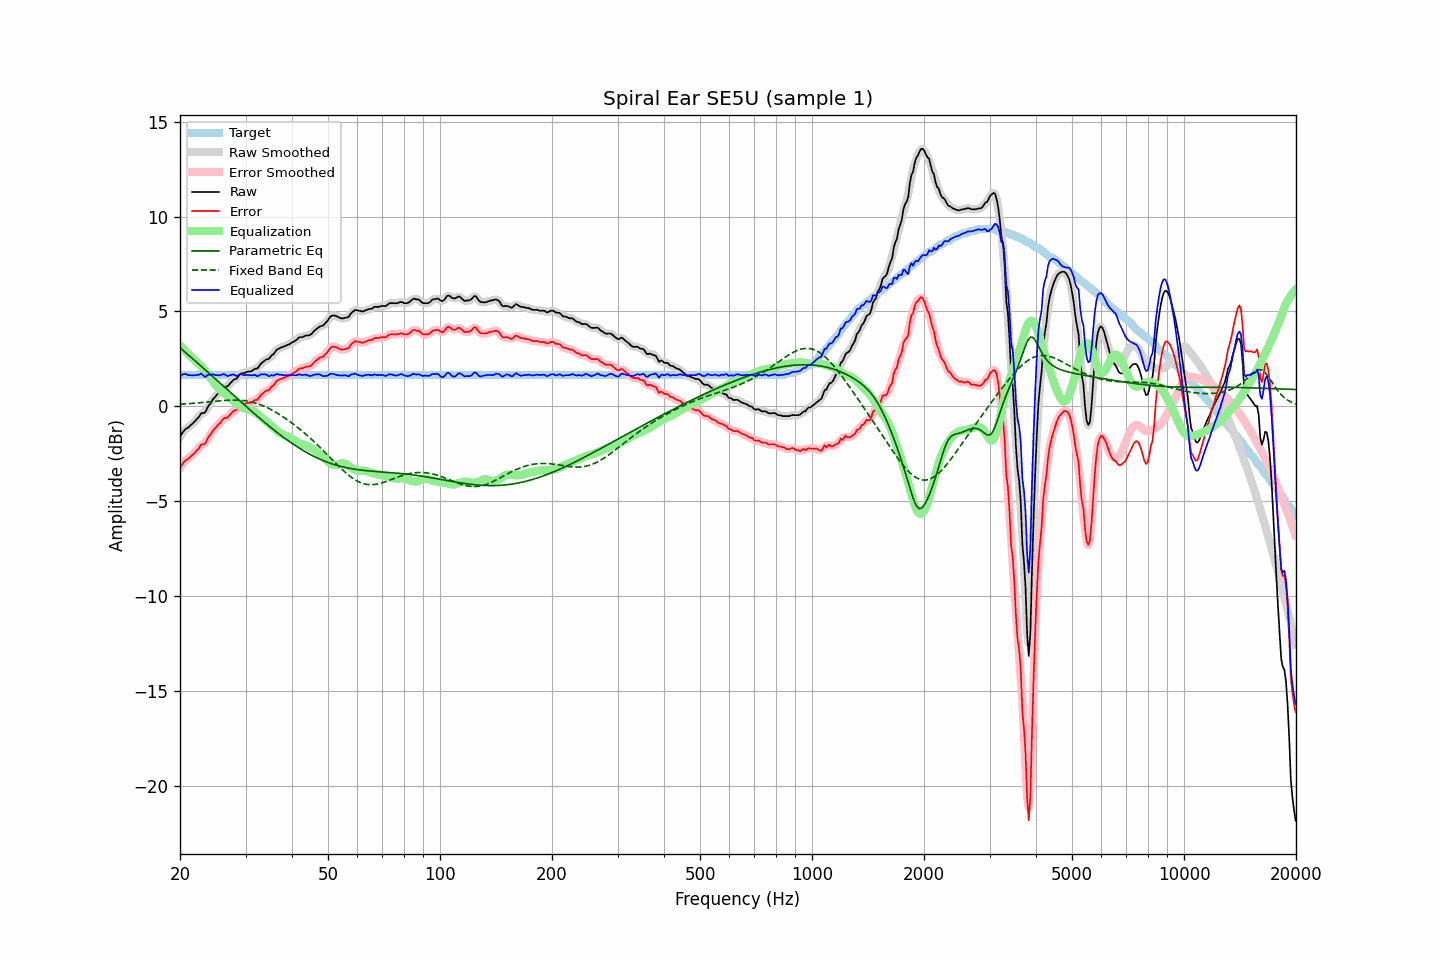 Spiral Ear SE5U (sample 1)
Target
Raw Smoothed
Error Smoothed
Raw
Error
Equalization
Parametric Eq
Fixed Band Eq
Equalized
Amplitude (dBr)
15
10
5
0
−5
−10
−15
−20
20
50
100
200
500
1000
2000
5000
10000
20000
Frequency (Hz)